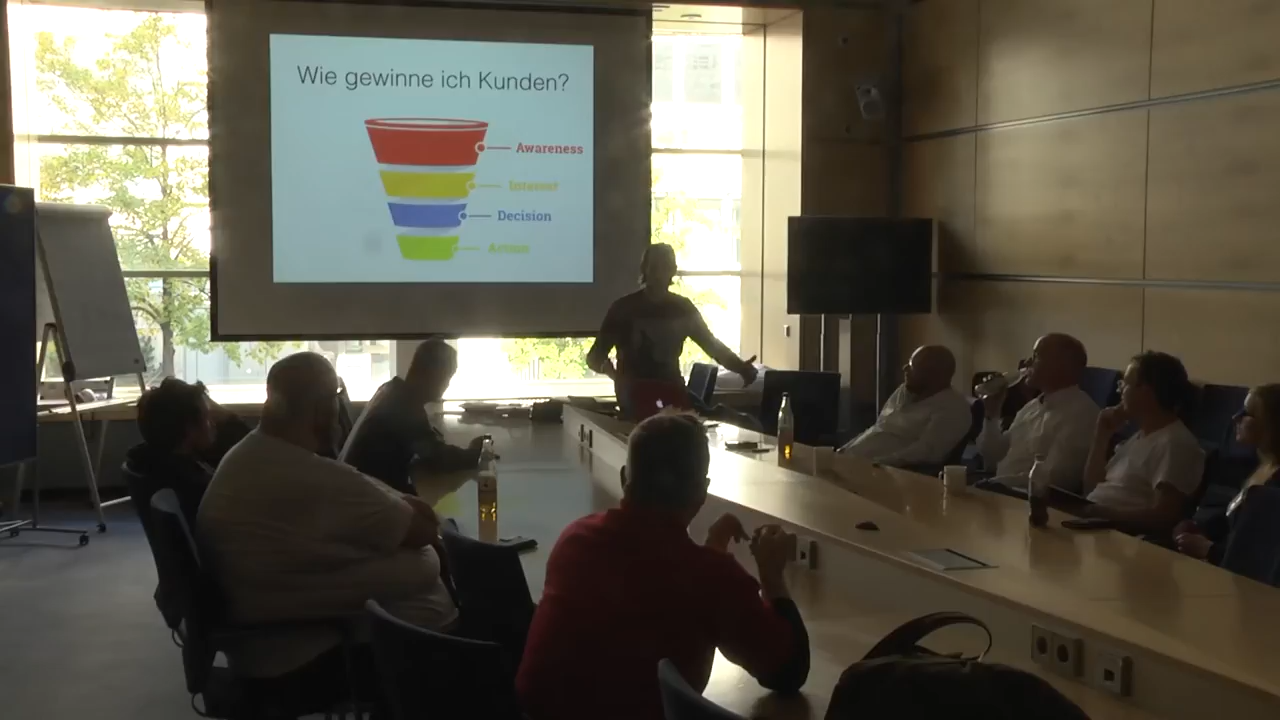 Wie gewinne ich Kunden?
Awareness
Interest
Decision
Action